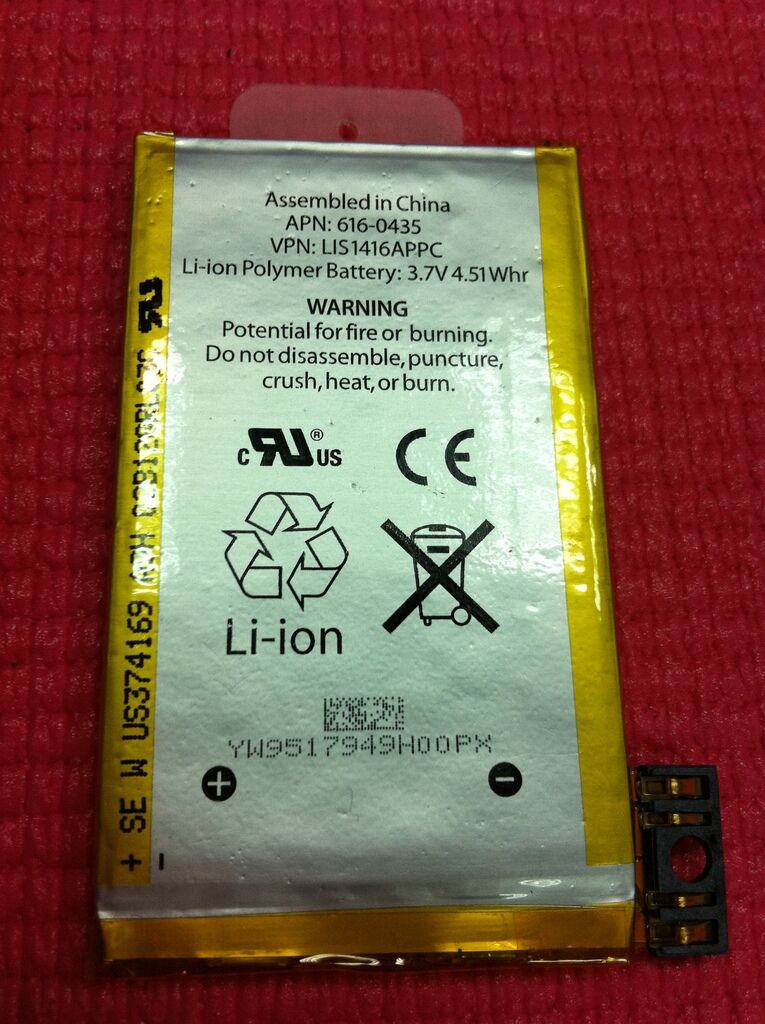 Assembled in China
APN: 616-0435
VPN: LIS1416APPC
Li-ion Polymer Battery: 3.7V 4.51Whr
WARNING
Potential for fire or burning.
Do not disassemble, puncture,
crush, heat, or burn.
c RU ® US
CE
Li-ion
YW9517949H00PX
+ -
+ SE W US374169
-